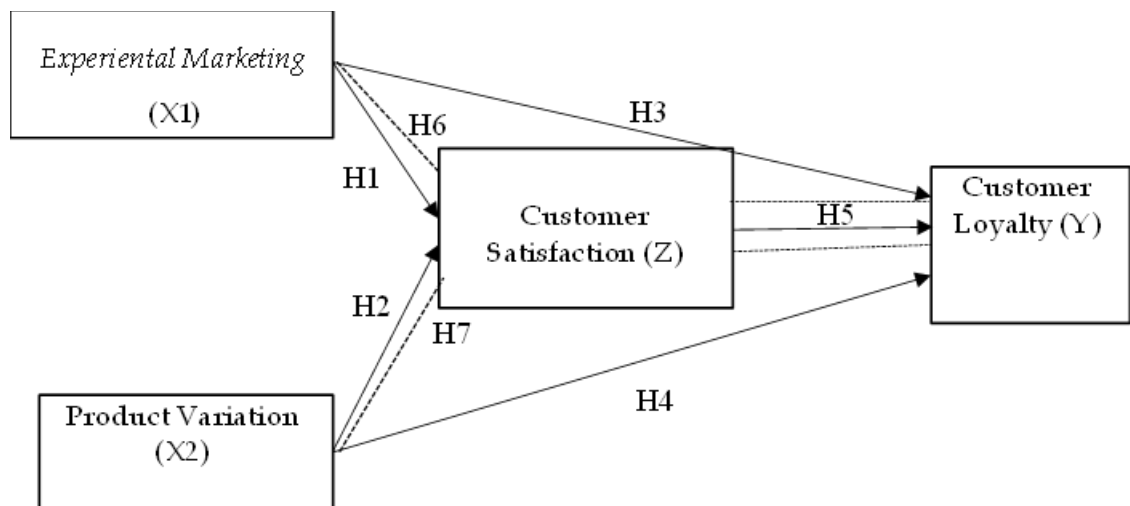 Experiental Marketing
(X1)
H6
H3
H1
Customer
Satisfaction (Z)
H5
Customer
Loyalty (Y)
H2
H7
H4
Product Variation
(X2)